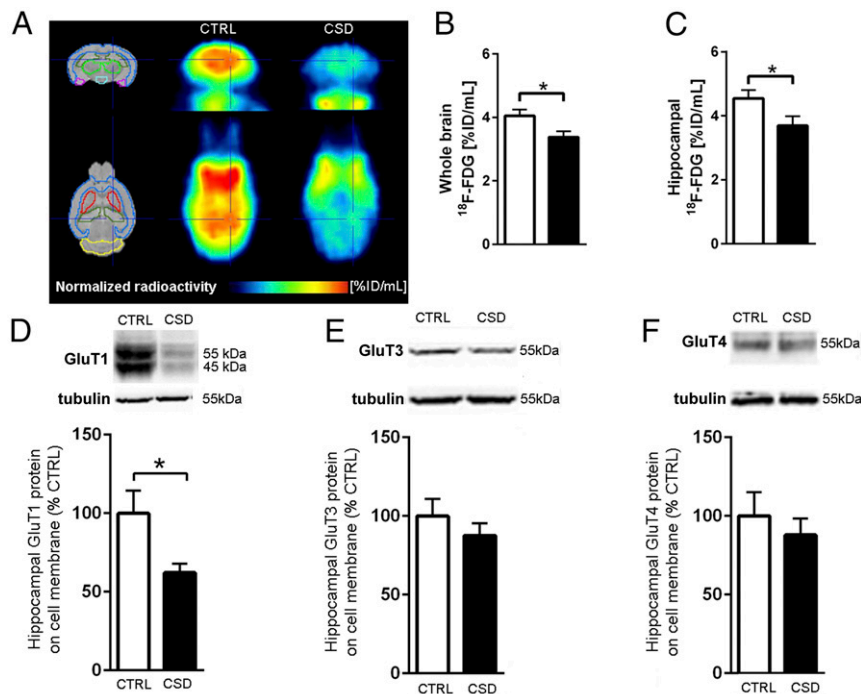 A
CTRL
CSD
Normalized radioactivity
[%ID/mL]
B
Whole brain
18F-FDG [%ID/mL]
6
4
2
0
*
C
Hippocampal
18F-FDG [%ID/mL]
6
4
2
0
*
D
CTRL CSD
GluT1
55 kDa
45 kDa
tubulin
55kDa
Hippocampal GluT1 protein
on cell membrane (% CTRL)
150
100
50
0
*
CTRL CSD
E
CTRL CSD
GluT3
55kDa
tubulin
55kDa
Hippocampal GluT3 protein
on cell membrane (% CTRL)
150
100
50
0
CTRL CSD
F
CTRL CSD
GluT4
55kDa
tubulin
55kDa
Hippocampal GluT4 protein
on cell membrane (% CTRL)
150
100
50
0
CTRL CSD